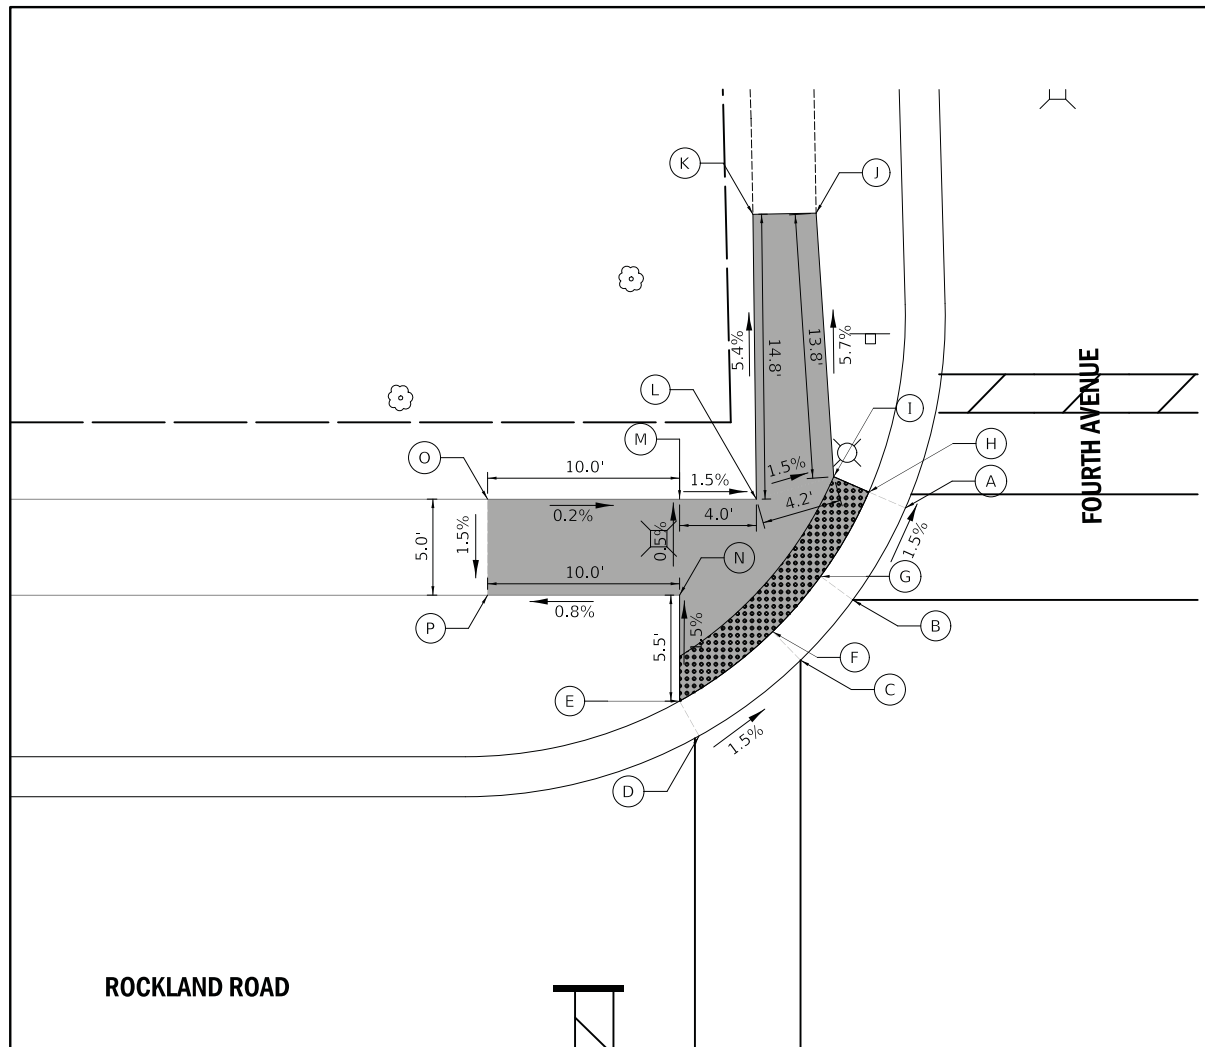 K
J
5.4%
14.8'
13.8'
5.7%
FOURTH AVENUE
L
I
M
H
O
10.0'
1.5%
1.5%
A
4.2'
0.2%
4.0'
5.0'
1.5%
0.5%
1.5%
N
10.0'
G
0.8%
P
B
5.5'
1.5%
F
C
E
1.5%
D
ROCKLAND ROAD